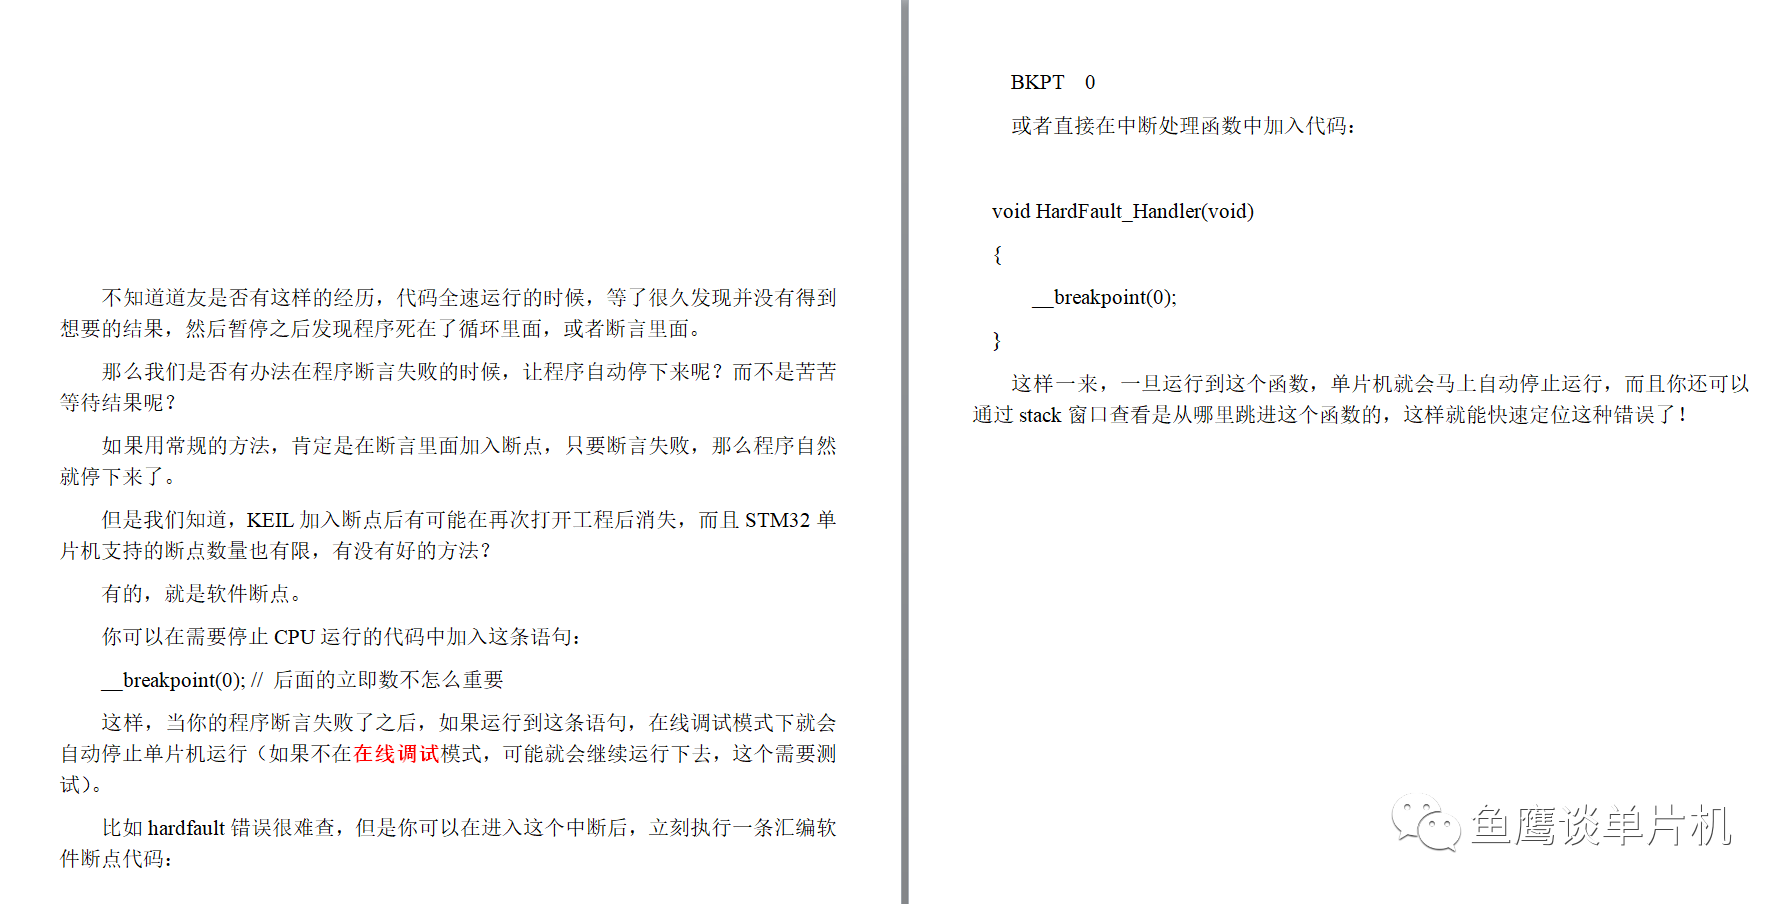 不知道道友是否有这样的经历，代码全速运行的时候，等了很久发现并没有得到
想要的结果，然后暂停之后发现程序死在了循环里面，或者断言里面。
那么我们是否有办法在程序断言失败的时候，让程序自动停下来呢？而不是苦苦
等待结果呢？
如果用常规的方法，肯定是在断言里面加入断点，只要断言失败，那么程序自然
就停下来了。
但是我们知道，KEIL 加入断点后有可能在再次打开工程后消失，而且 STM32 单
片机支持的断点数量也有限，有没有好的方法？
有的，就是软件断点。
你可以在需要停止 CPU 运行的代码中加入这条语句：
__breakpoint(0); // 后面的立即数不怎么重要
这样，当你的程序断言失败了之后，如果运行到这条语句，在线调试模式下就会
自动停止单片机运行（如果不在在线调试模式，可能就会继续运行下去，这个需要测
试）。
比如 hardfault 错误很难查，但是你可以在进入这个中断后，立刻执行一条汇编软
件断点代码：
BKPT 0
或者直接在中断处理函数中加入代码：
void HardFault_Handler(void)
{
__breakpoint(0);
}
这样一来，一旦运行到这个函数，单片机就会马上自动停止运行，而且你还可以
通过 stack 窗口查看是从哪里跳进这个函数的，这样就能快速定位这种错误了！
鱼鹰谈单片机